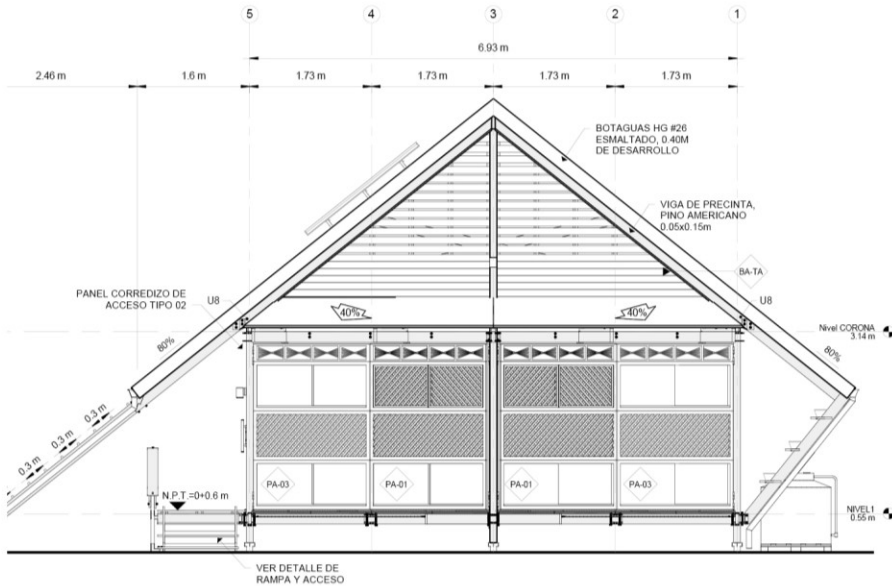 5
4
3
2
1
6.93 m
2.46 m
1.6 m
1.73 m
1.73 m
1.73 m
1.73 m
BOTAGUAS HG #26
ESMALTADO, 0.40M
DE DESARROLLO
VIGA DE PRECINTA,
PINO AMERICANO
0.05x0.15m
BA-TA
PANEL CORREDIZO DE
ACCESO TIPO 02
U8
U8
40%
40%
Nivel CORONA
3.14 m
80%
80%
0.3 m
0.3 m
0.3 m
PA-03
PA-01
PA-01
PA-03
N.P.T.=0+0.6 m
NIVEL1
0.55 m
VER DETALLE DE
RAMPA Y ACCESO